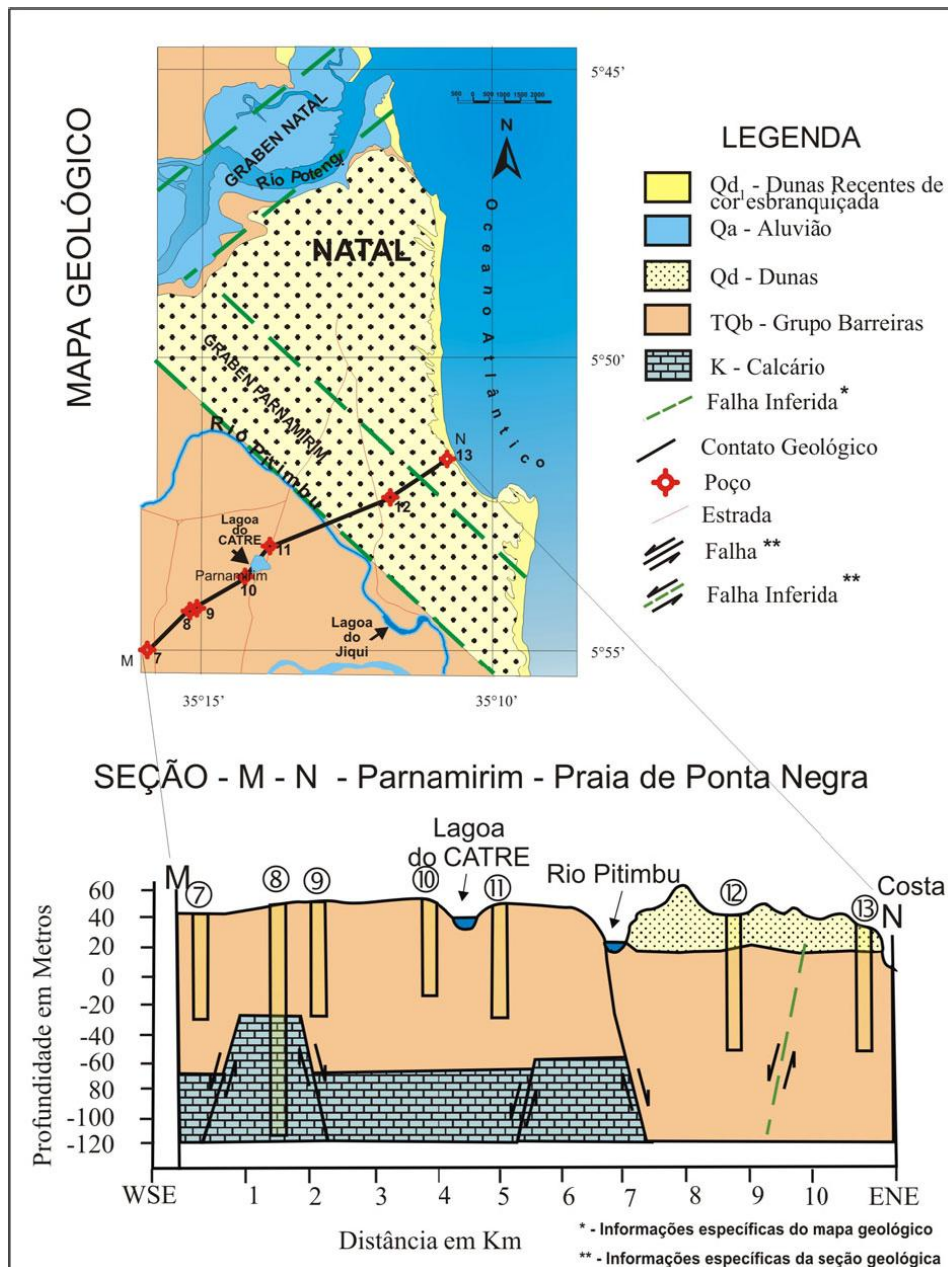 MAPA GEOLÓGICO
GRABEN NATAL
Rio Potengi
NATAL
GRABEN PARNAMIRIM
Rio Pitimbu
Lagoa
do
CATRE
Parnamirim
Lagoa
do
Jiqui
Oceano Atlântico
500 0 500 1000 1500 2000
N
M
7
8
9
10
11
12
N
13
5°45'
5°50'
5°55'
35°15'
35°10'
LEGENDA
Qd1 - Dunas Recentes de
cor esbranquiçada
Qa - Aluvião
Qd - Dunas
TQb - Grupo Barreiras
K - Calcário
Falha Inferida*
Contato Geológico
Poço
Estrada
Falha **
Falha Inferida**
SEÇÃO - M - N - Parnamirim - Praia de Ponta Negra
Profundidade em Metros
60
40
20
0
-20
-40
-60
80
-100
-120
M
⑦
⑧
⑨
⑩
Lagoa
do CATRE
⑪
Rio Pitimbu
⑫
⑬
Costa
N
WSE 1 2 3 4 5 6 7 8 9 10 ENE
Distância em Km
* - Informações específicas do mapa geológico
** - Informações específicas da seção geológica